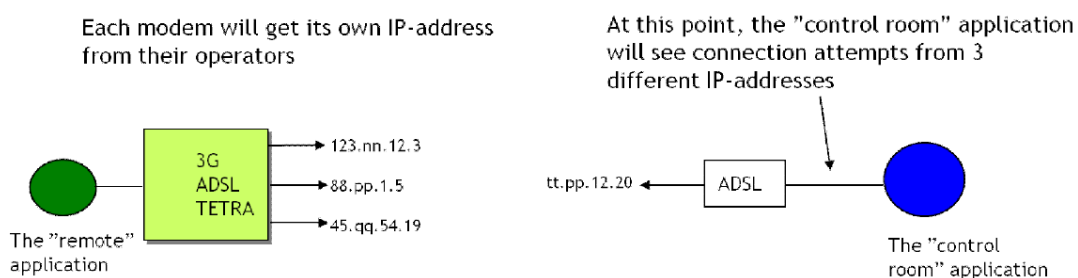 Each modem will get its own IP-address
from their operators
At this point, the ”control room” application
will see connection attempts from 3
different IP-addresses
3G
ADSL
TETRA
123.nn.12.3
88.pp.1.5
45.qq.54.19
The ”remote”
application
tt.pp.12.20
ADSL
The ”control
room” application